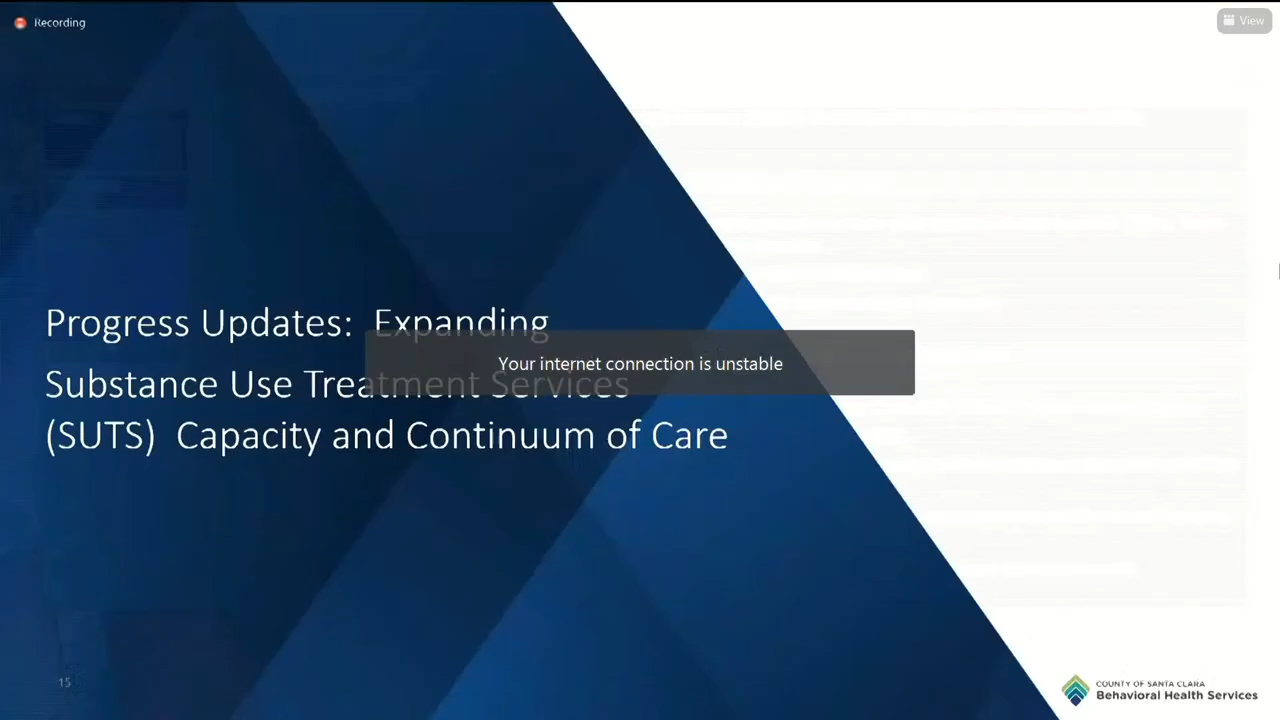 Recording
View
Progress Updates: Expanding
Your internet connection is unstable
Substance Use Treatment Services
(SUTS) Capacity and Continuum of Care
15
COUNTY OF SANTA CLARA
Behavioral Health Services